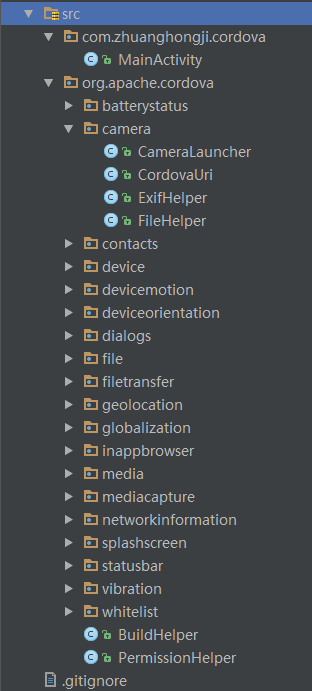 src
com.zhuanghongji.cordova
MainActivity
org.apache.cordova
batterystatus
camera
CameraLauncher
CordovaUri
ExifHelper
FileHelper
contacts
device
devicemotion
deviceorientation
dialogs
file
filetransfer
geolocation
globalization
inappbrowser
media
mediacapture
networkinformation
splashscreen
statusbar
vibration
whitelist
BuildHelper
PermissionHelper
.gitignore